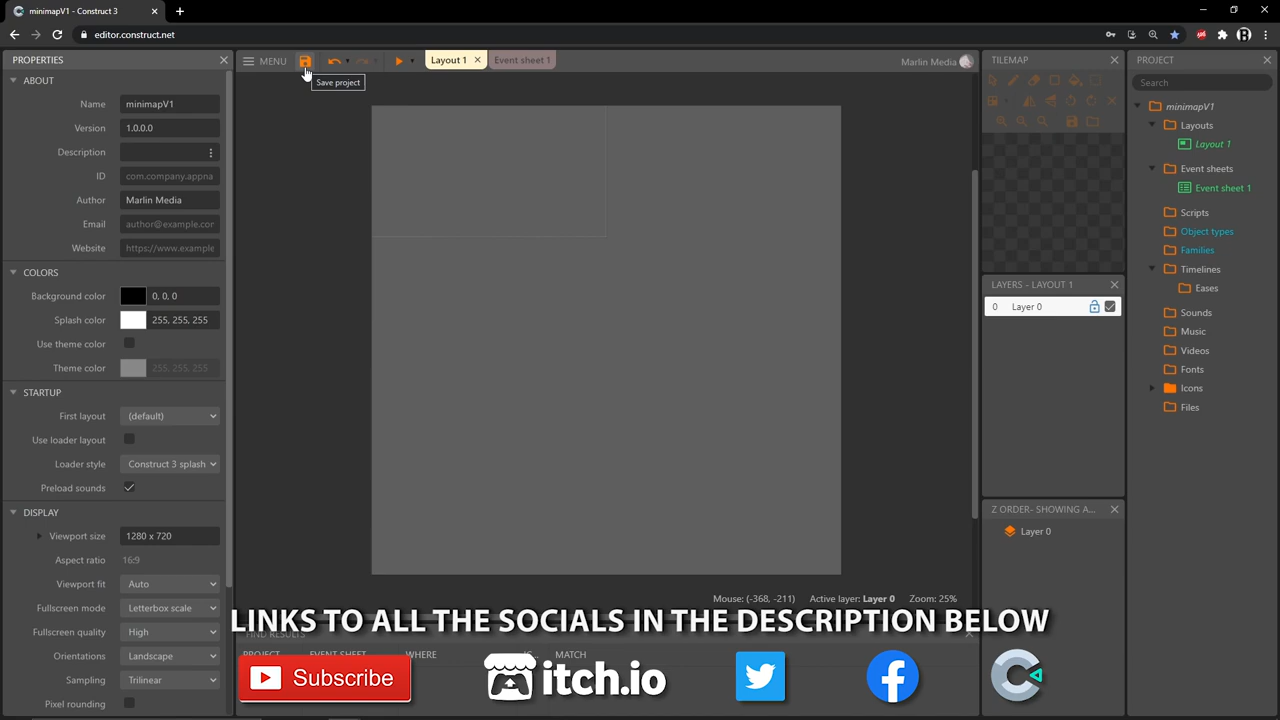 minimapV1 - Construct 3
editor.construct.net
PROPERTIES
ABOUT
Name minimapV1
Version 1.0.0.0
Description
ID com.company.appna
Author Marlin Media
Email author@example.cor
Website https://www.example
COLORS
Background color 0, 0, 0
Splash color 255, 255, 255
Use theme color
Theme color 255, 255, 255
STARTUP
First layout (default)
Use loader layout
Loader style Construct 3 splash
Preload sounds
DISPLAY
Viewport size 1280 x 720
Aspect ratio 16:9
Viewport fit Auto
Fullscreen mode Letterbox scale
Fullscreen quality High
Orientations Landscape
Sampling Trilinear
Pixel rounding
MENU
Save project
Layout 1
Event sheet 1
Marlin Media
Mouse: (-368, -211) Active layer: Layer 0 Zoom: 25%
TILEMAP
LAYERS - LAYOUT 1
0 Layer 0
Z ORDER- SHOWING A...
Layer 0
PROJECT
Search
minimapV1
Layouts
Layout 1
Event sheets
Event sheet 1
Scripts
Object types
Families
Timelines
Eases
Sounds
Music
Videos
Fonts
Icons
Files
LINKS TO ALL THE SOCIALS IN THE DESCRIPTION BELOW
FIND RESULTS
PROJECT EVENT SHEET WHERE MATCH
Subscribe
itch.io